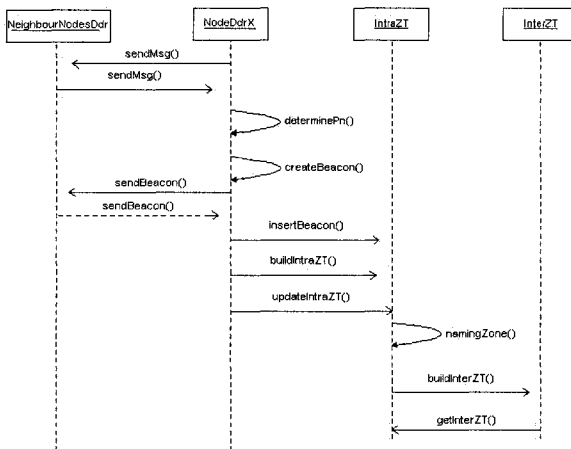 NeighbourNodesDdr
NodeDdrX
IntraZT
InterZT
sendMsg()
sendMsg()
determinePn()
createBeacon()
sendBeacon()
sendBeacon()
insertBeacon()
buildIntraZT()
updateIntraZT()
namingZone()
buildInterZT()
getInterZT()